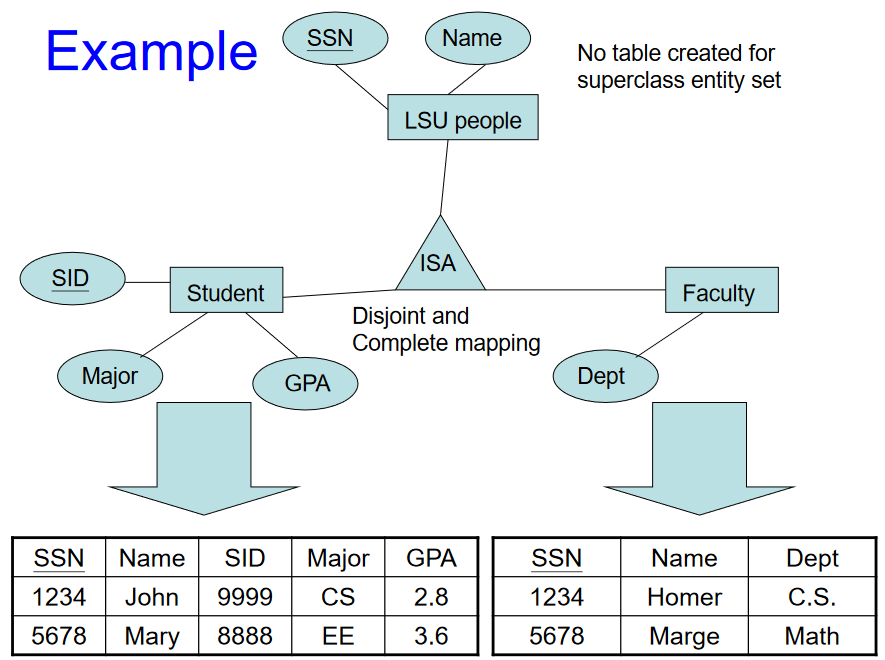 Example
SSN
Name
No table created for
superclass entity set
LSU people
ISA
SID
Student
Faculty
Disjoint and
Complete mapping
Major
GPA
Dept
SSN Name SID Major GPA
1234 John 9999 CS 2.8
5678 Mary 8888 EE 3.6
SSN Name Dept
1234 Homer C.S.
5678 Marge Math